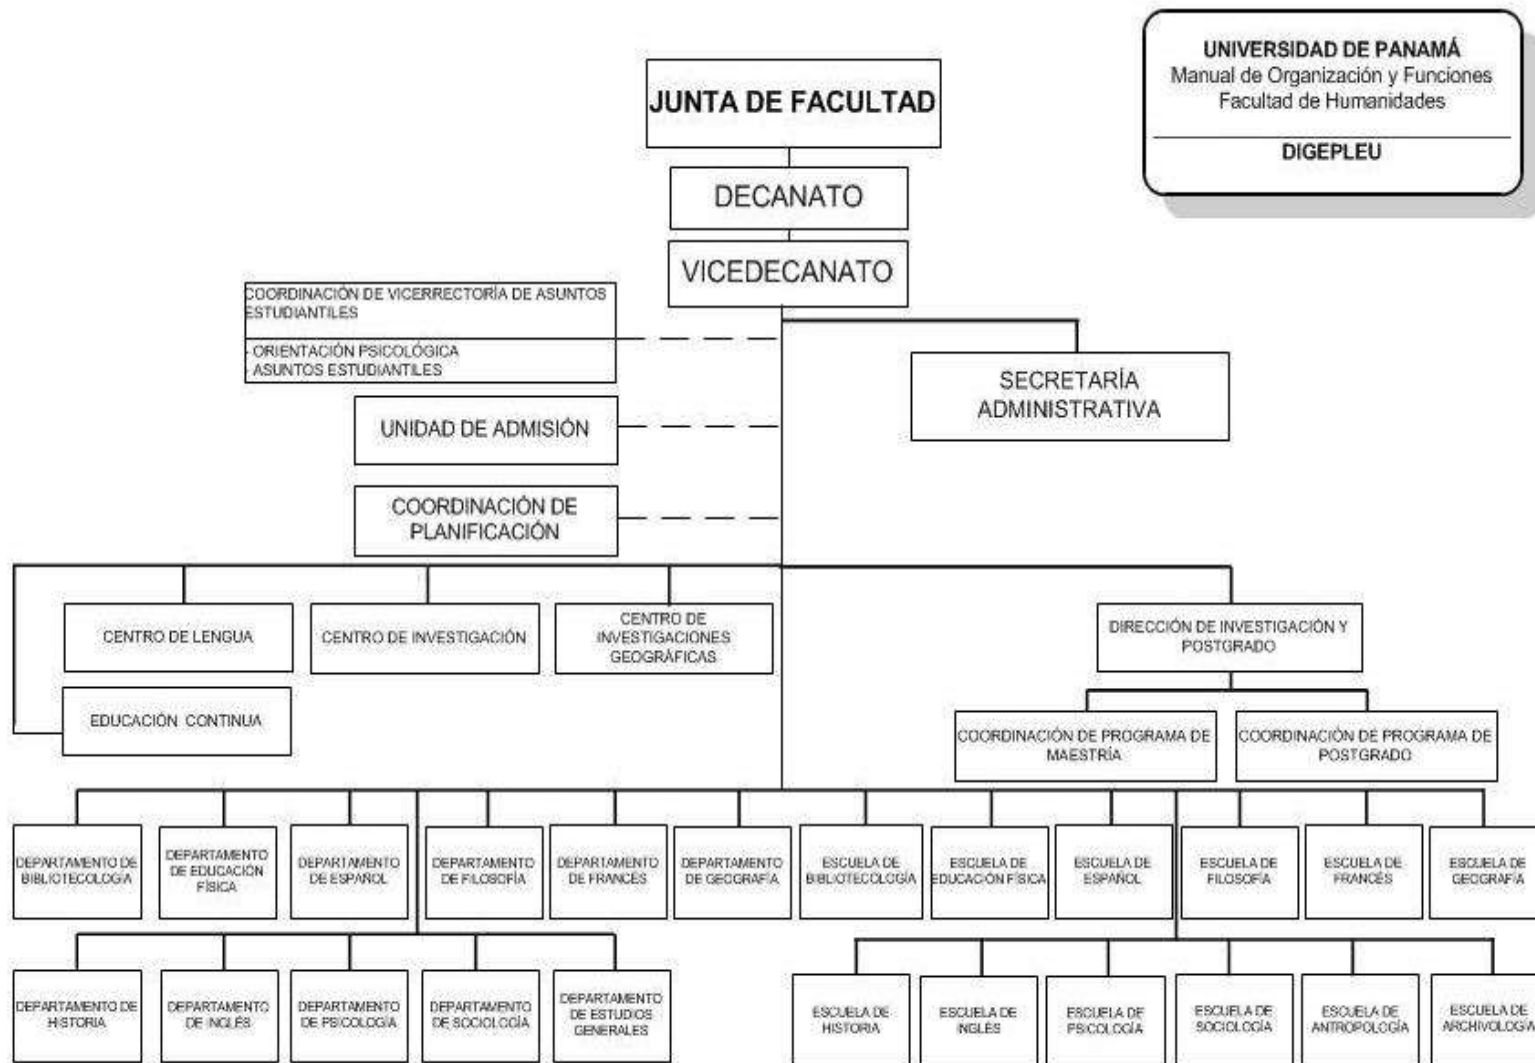 UNIVERSIDAD DE PANAMÁ
Manual de Organización y Funciones
Facultad de Humanidades
DIGEPLEU
JUNTA DE FACULTAD
DECANATO
VICEDECANATO
COORDINACIÓN DE VICERRECTORÍA DE ASUNTOS
ESTUDIANTILES
- ORIENTACIÓN PSICOLÓGICA
- ASUNTOS ESTUDIANTILES
SECRETARÍA
ADMINISTRATIVA
UNIDAD DE ADMISIÓN
COORDINACIÓN DE
PLANIFICACIÓN
CENTRO DE LENGUA
CENTRO DE INVESTIGACIÓN
CENTRO DE
INVESTIGACIONES
GEOGRÁFICAS
DIRECCIÓN DE INVESTIGACIÓN Y
POSTGRADO
EDUCACIÓN CONTINUA
COORDINACIÓN DE PROGRAMA DE
MAESTRÍA
COORDINACIÓN DE PROGRAMA DE
POSTGRADO
DEPARTAMENTO DE
BIBLIOTECOLOGÍA
DEPARTAMENTO
DE EDUCACIÓN
FÍSICA
DEPARTAMENTO
DE ESPAÑOL
DEPARTAMENTO
DE FILOSOFÍA
DEPARTAMENTO
DE FRANCÉS
DEPARTAMENTO
DE GEOGRAFÍA
ESCUELA DE
BIBLIOTECOLOGÍA
ESCUELA DE
EDUCACIÓN FÍSICA
ESCUELA DE
ESPAÑOL
ESCUELA DE
FILOSOFÍA
ESCUELA DE
FRANCÉS
ESCUELA DE
GEOGRAFÍA
DEPARTAMENTO DE
HISTORIA
DEPARTAMENTO
DE INGLÉS
DEPARTAMENTO
DE PSICOLOGÍA
DEPARTAMENTO
DE SOCIOLOGÍA
DEPARTAMENTO
DE ESTUDIOS
GENERALES
ESCUELA DE
HISTORIA
ESCUELA DE
INGLÉS
ESCUELA DE
PSICOLOGÍA
ESCUELA DE
SOCIOLOGÍA
ESCUELA DE
ANTROPOLOGÍA
ESCUELA DE
ARCHIVOLOGÍA